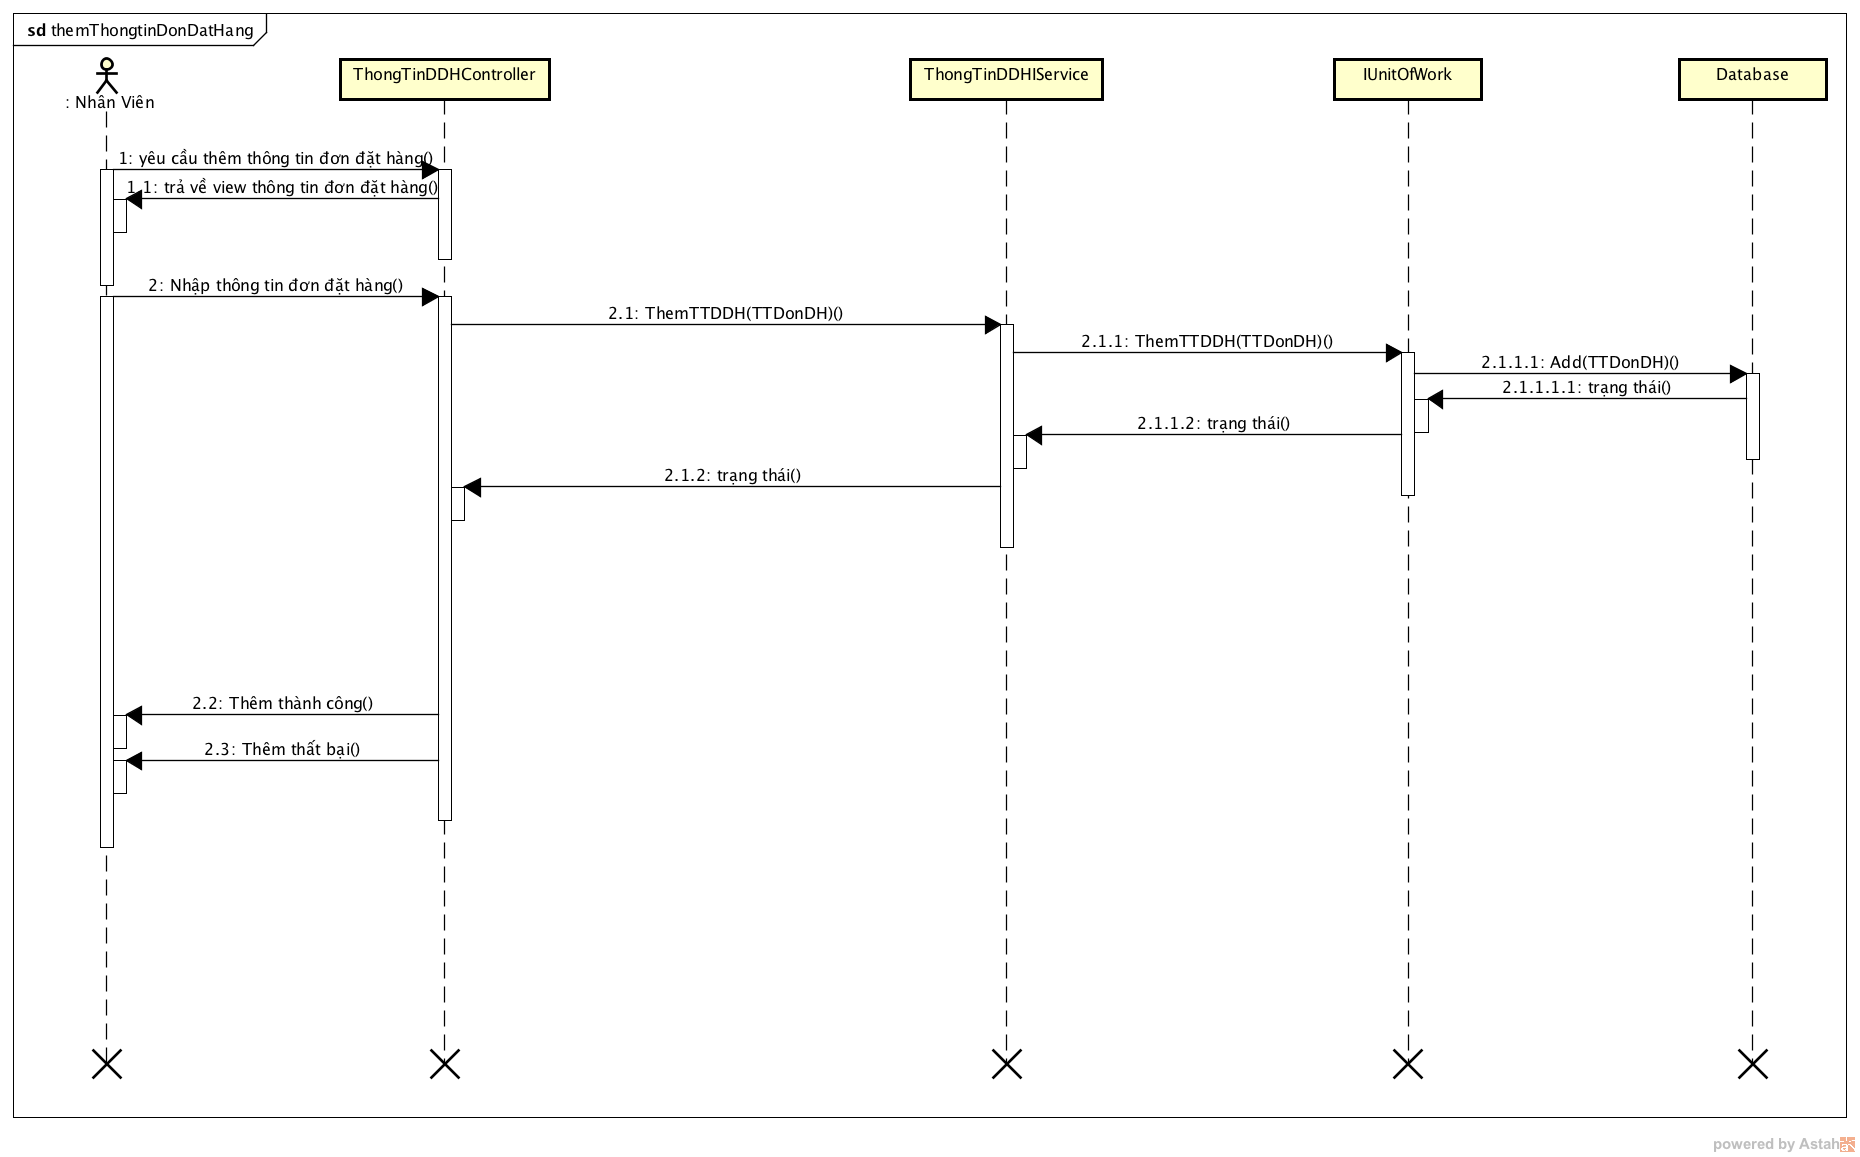 sd themThongtinDonDatHang
: Nhân Viên
ThongTinDDHController
ThongTinDDHIService
IUnitOfWork
Database
1: yêu cầu thêm thông tin đơn đặt hàng()
1.1: trả về view thông tin đơn đặt hàng()
2: Nhập thông tin đơn đặt hàng()
2.1: ThemTTDDH(TTDonDH)()
2.1.1: ThemTTDDH(TTDonDH)()
2.1.1.1: Add(TTDonDH)()
2.1.1.1.1: trạng thái()
2.1.1.2: trạng thái()
2.1.2: trạng thái()
2.2: Thêm thành công()
2.3: Thêm thất bại()
powered by Astah